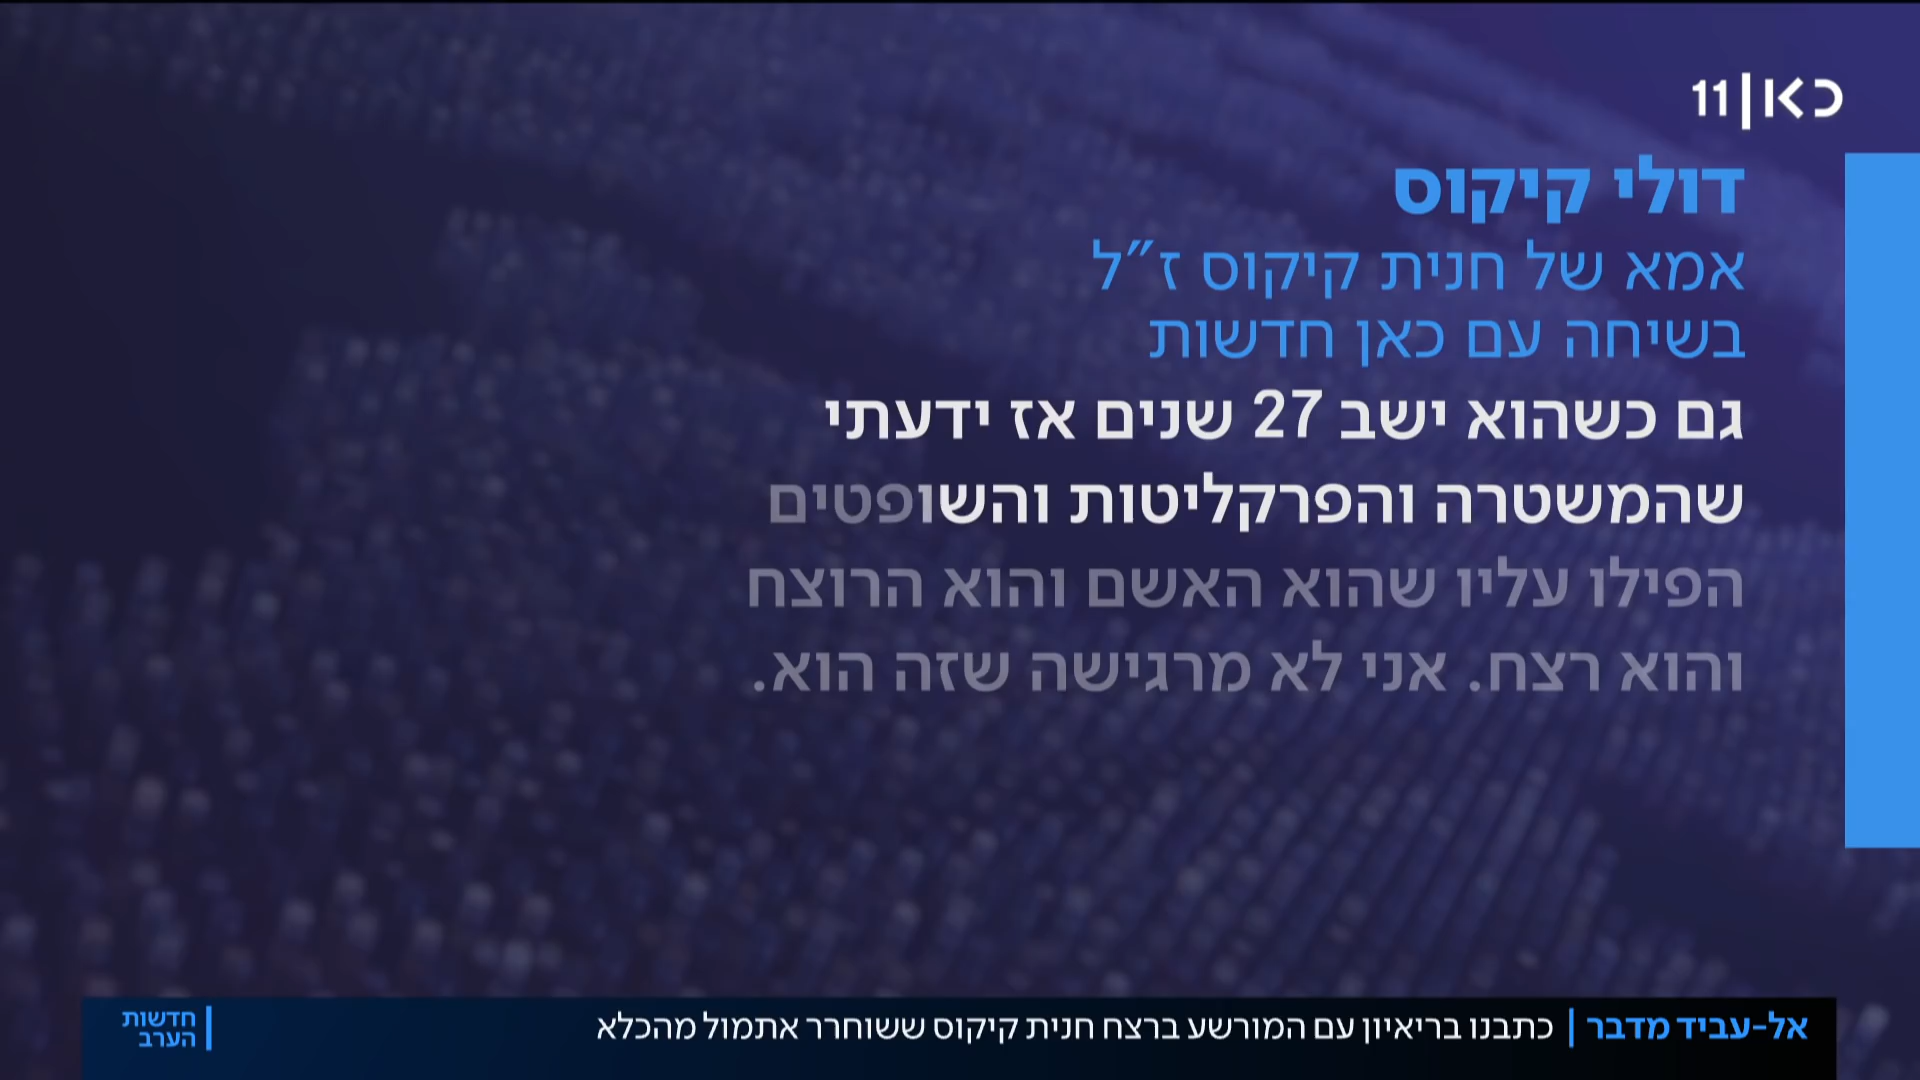 כאן 11
דולי קיקוס
אמא של חנית קיקוס ז״ל
בשיחה עם כאן חדשות
גם כשהוא ישב 27 שנים אז ידעתי
שהמשטרה והפרקליטות והשופטים
הפילו עליו שהוא האשם והוא הרוצח
והוא רצח. אני לא מרגישה שזה הוא.
אל-עביד מדבר | כתבנו בריאיון עם המורשע ברצח חנית קיקוס ששוחרר אתמול מהכלא
חדשות
הערב